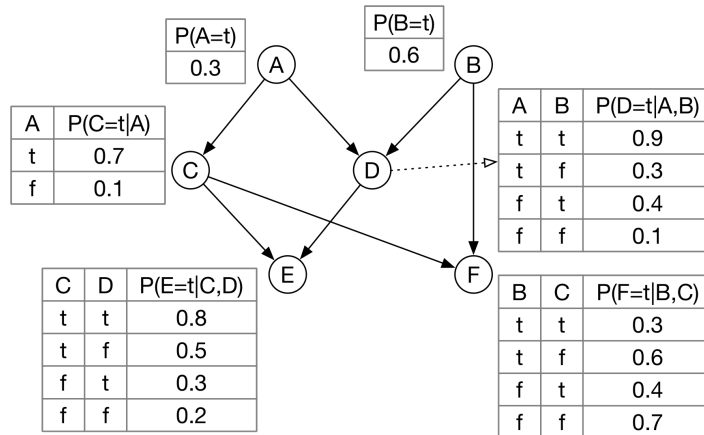 P(A=t)
0.3
A
P(B=t)
0.6
B
A P(C=t|A)
t 0.7
f 0.1
C
D
A B P(D=t|A,B)
t t 0.9
t f 0.3
f t 0.4
f f 0.1
E
F
C D P(E=t|C,D)
t t 0.8
t f 0.5
f t 0.3
f f 0.2
B C P(F=t|B,C)
t t 0.3
t f 0.6
f t 0.4
f f 0.7